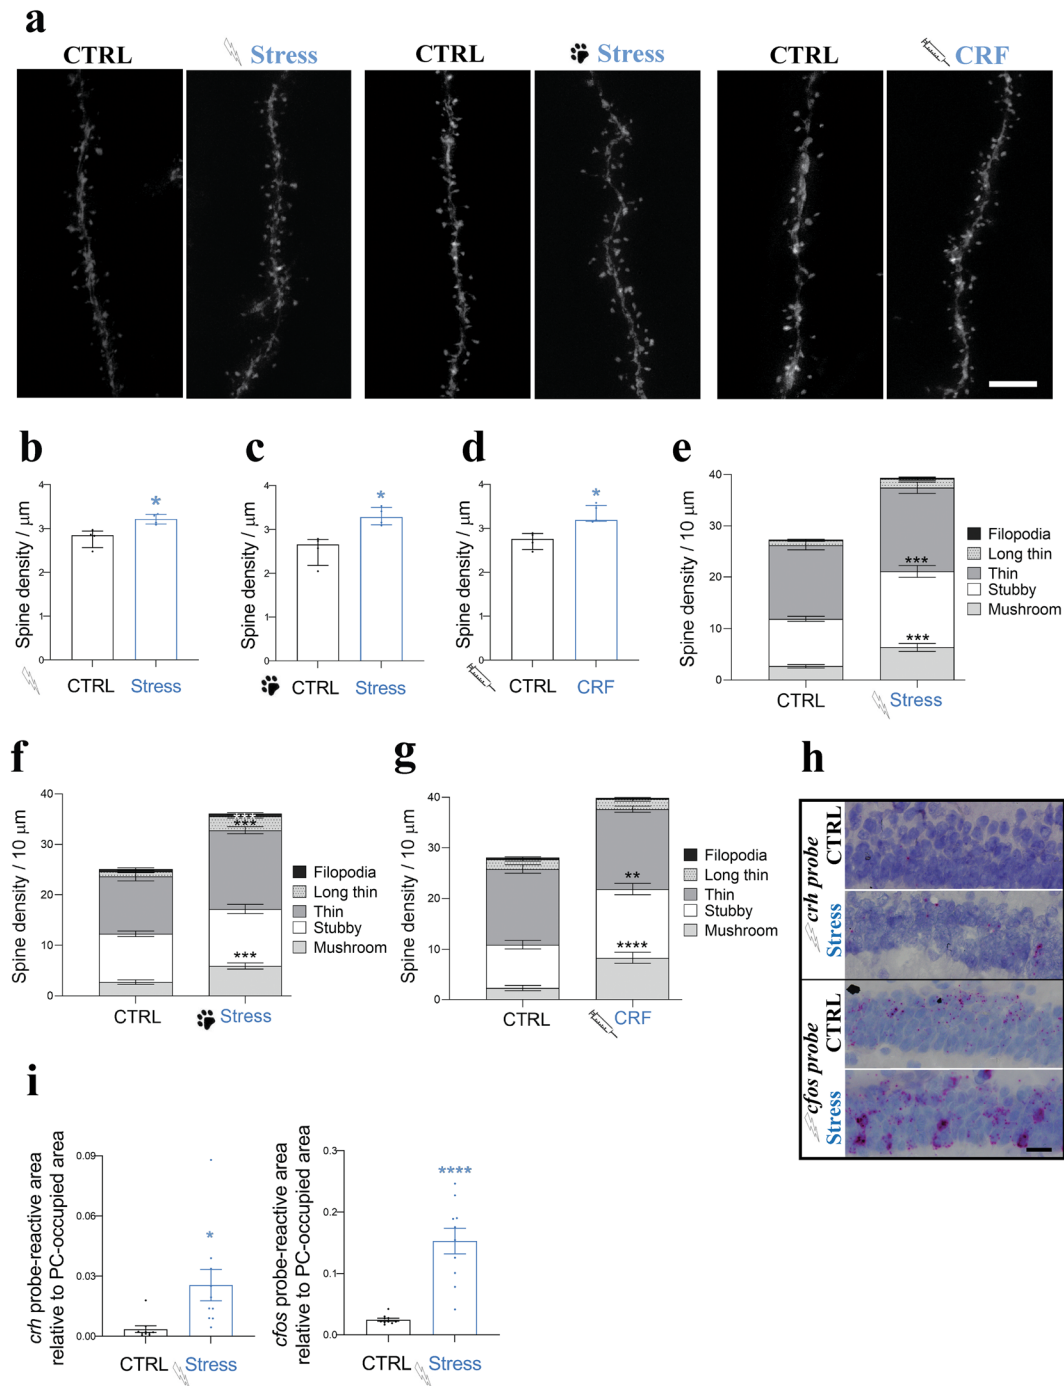 a
CTRL Stress CTRL Stress CTRL CRF
b
Spine density / μm
4
3
2
1
0
CTRL Stress
*
c
Spine density / μm
4
3
2
1
0
CTRL Stress
*
d
Spine density / μm
4
3
2
1
0
CTRL CRF
*
e
Spine density / 10 μm
40
30
20
10
0
***
***
CTRL Stress
Filopodia
Long thin
Thin
Stubby
Mushroom
f
Spine density / 10 μm
40
30
20
10
0
***
***
***
CTRL Stress
Filopodia
Long thin
Thin
Stubby
Mushroom
g
Spine density / 10 μm
40
30
20
10
0
**
****
CTRL CRF
Filopodia
Long thin
Thin
Stubby
Mushroom
h
crh probe
CTRL
Stress
cfos probe
CTRL
Stress
i
crh probe-reactive area
relative to PC-occupied area
0.09
0.06
0.03
0.00
*
CTRL Stress
cfos probe-reactive area
relative to PC-occupied area
0.3
0.2
0.1
0.0
****
CTRL Stress